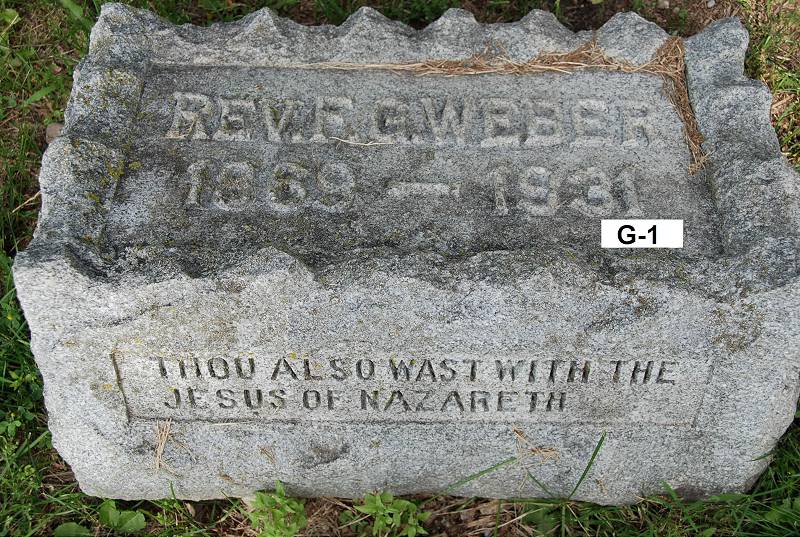 REV. F. G. WEBER
1869 — 1931
G-1
THOU ALSO WAST WITH THE
JESUS OF NAZARETH